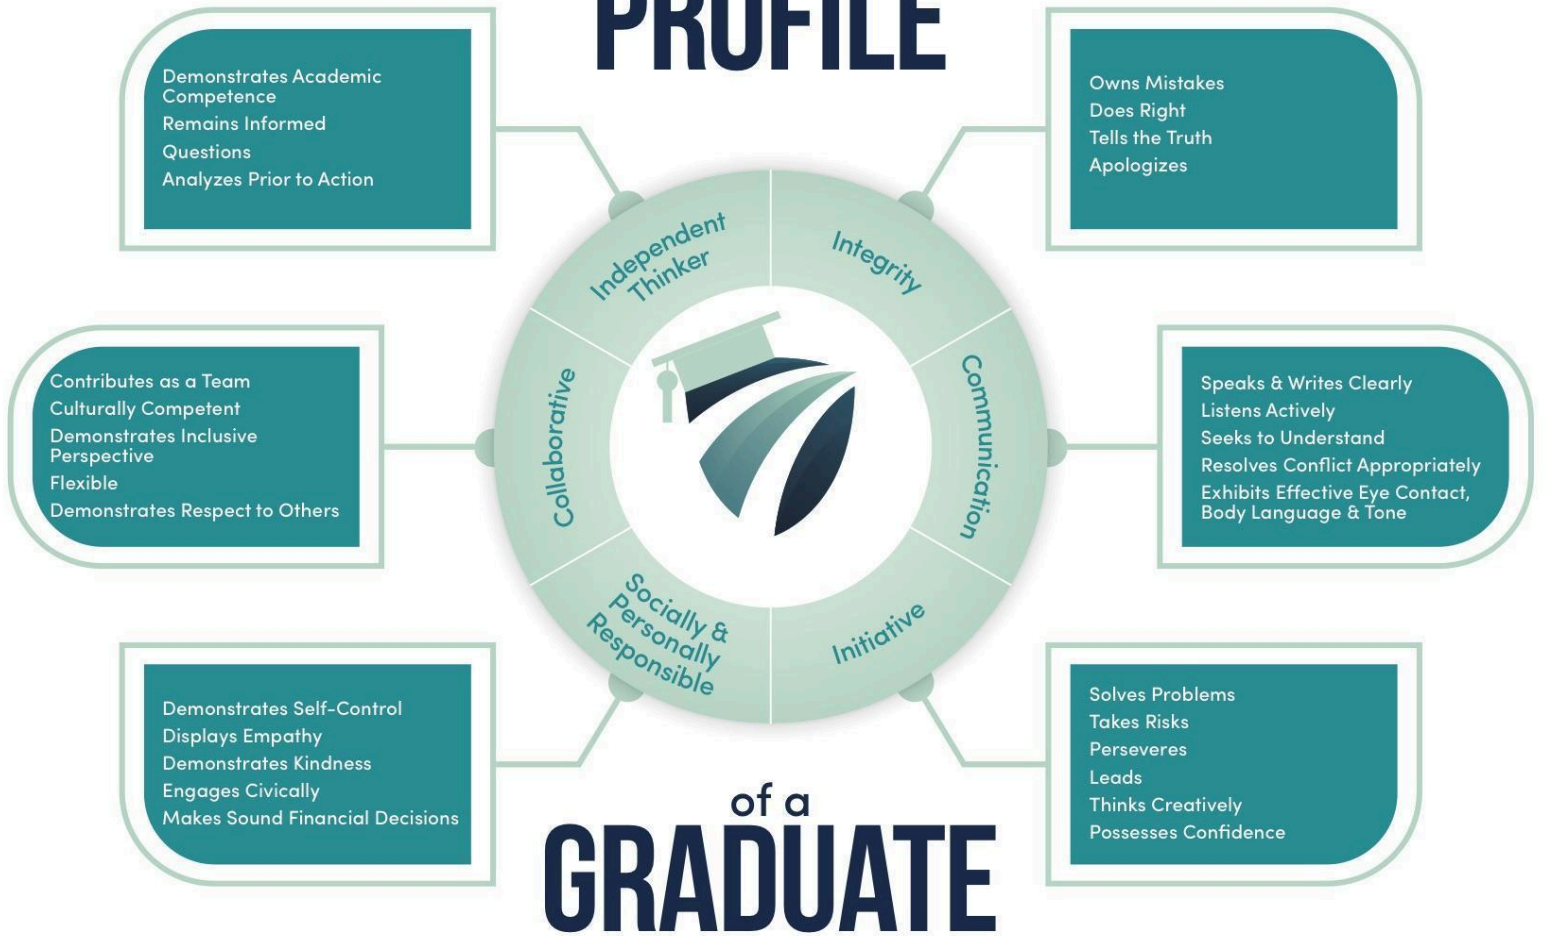 PROFILE
Demonstrates Academic
Competence
Remains Informed
Questions
Analyzes Prior to Action
Owns Mistakes
Does Right
Tells the Truth
Apologizes
Independent
Thinker
Integrity
Contributes as a Team
Culturally Competent
Demonstrates Inclusive
Perspective
Flexible
Demonstrates Respect to Others
Collaborative
Communication
Speaks & Writes Clearly
Listens Actively
Seeks to Understand
Resolves Conflict Appropriately
Exhibits Effective Eye Contact,
Body Language & Tone
Socially &
Personally
Responsible
Initiative
Demonstrates Self-Control
Displays Empathy
Demonstrates Kindness
Engages Civically
Makes Sound Financial Decisions
Solves Problems
Takes Risks
Perseveres
Leads
Thinks Creatively
Possesses Confidence
of a
GRADUATE